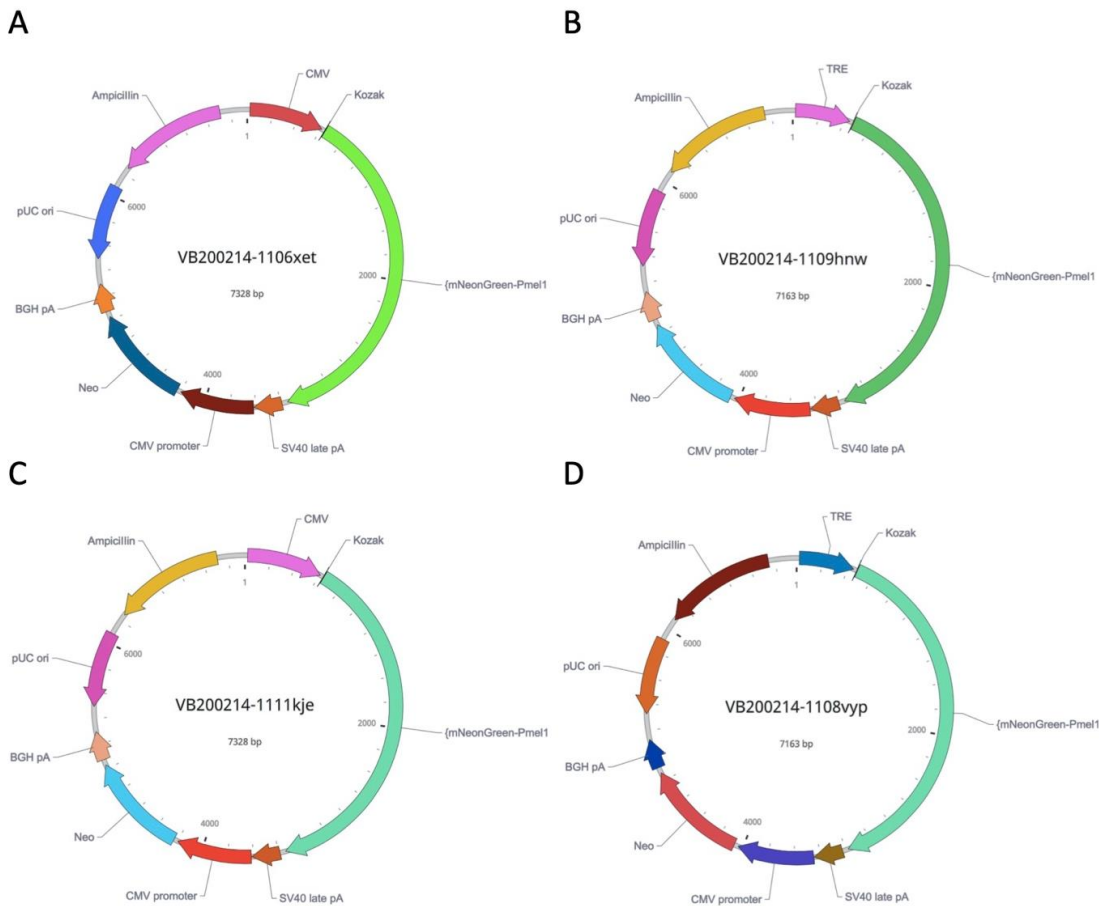 A
CMV
Kozak
Ampicillin
1
pUC ori
6000
VB200214-1106xet
7328 bp
2000
{mNeonGreen-Pmel1
BGH pA
Neo
4000
CMV promoter
SV40 late pA
B
TRE
Kozak
Ampicillin
1
pUC ori
6000
VB200214-1109hnw
7163 bp
2000
{mNeonGreen-Pmel1
BGH pA
Neo
4000
CMV promoter
SV40 late pA
C
CMV
Kozak
Ampicillin
1
pUC ori
6000
VB200214-1111kje
7328 bp
2000
{mNeonGreen-Pmel1
BGH pA
Neo
4000
CMV promoter
SV40 late pA
D
TRE
Kozak
Ampicillin
1
pUC ori
6000
VB200214-1108vyp
7163 bp
2000
{mNeonGreen-Pmel1
BGH pA
Neo
4000
CMV promoter
SV40 late pA